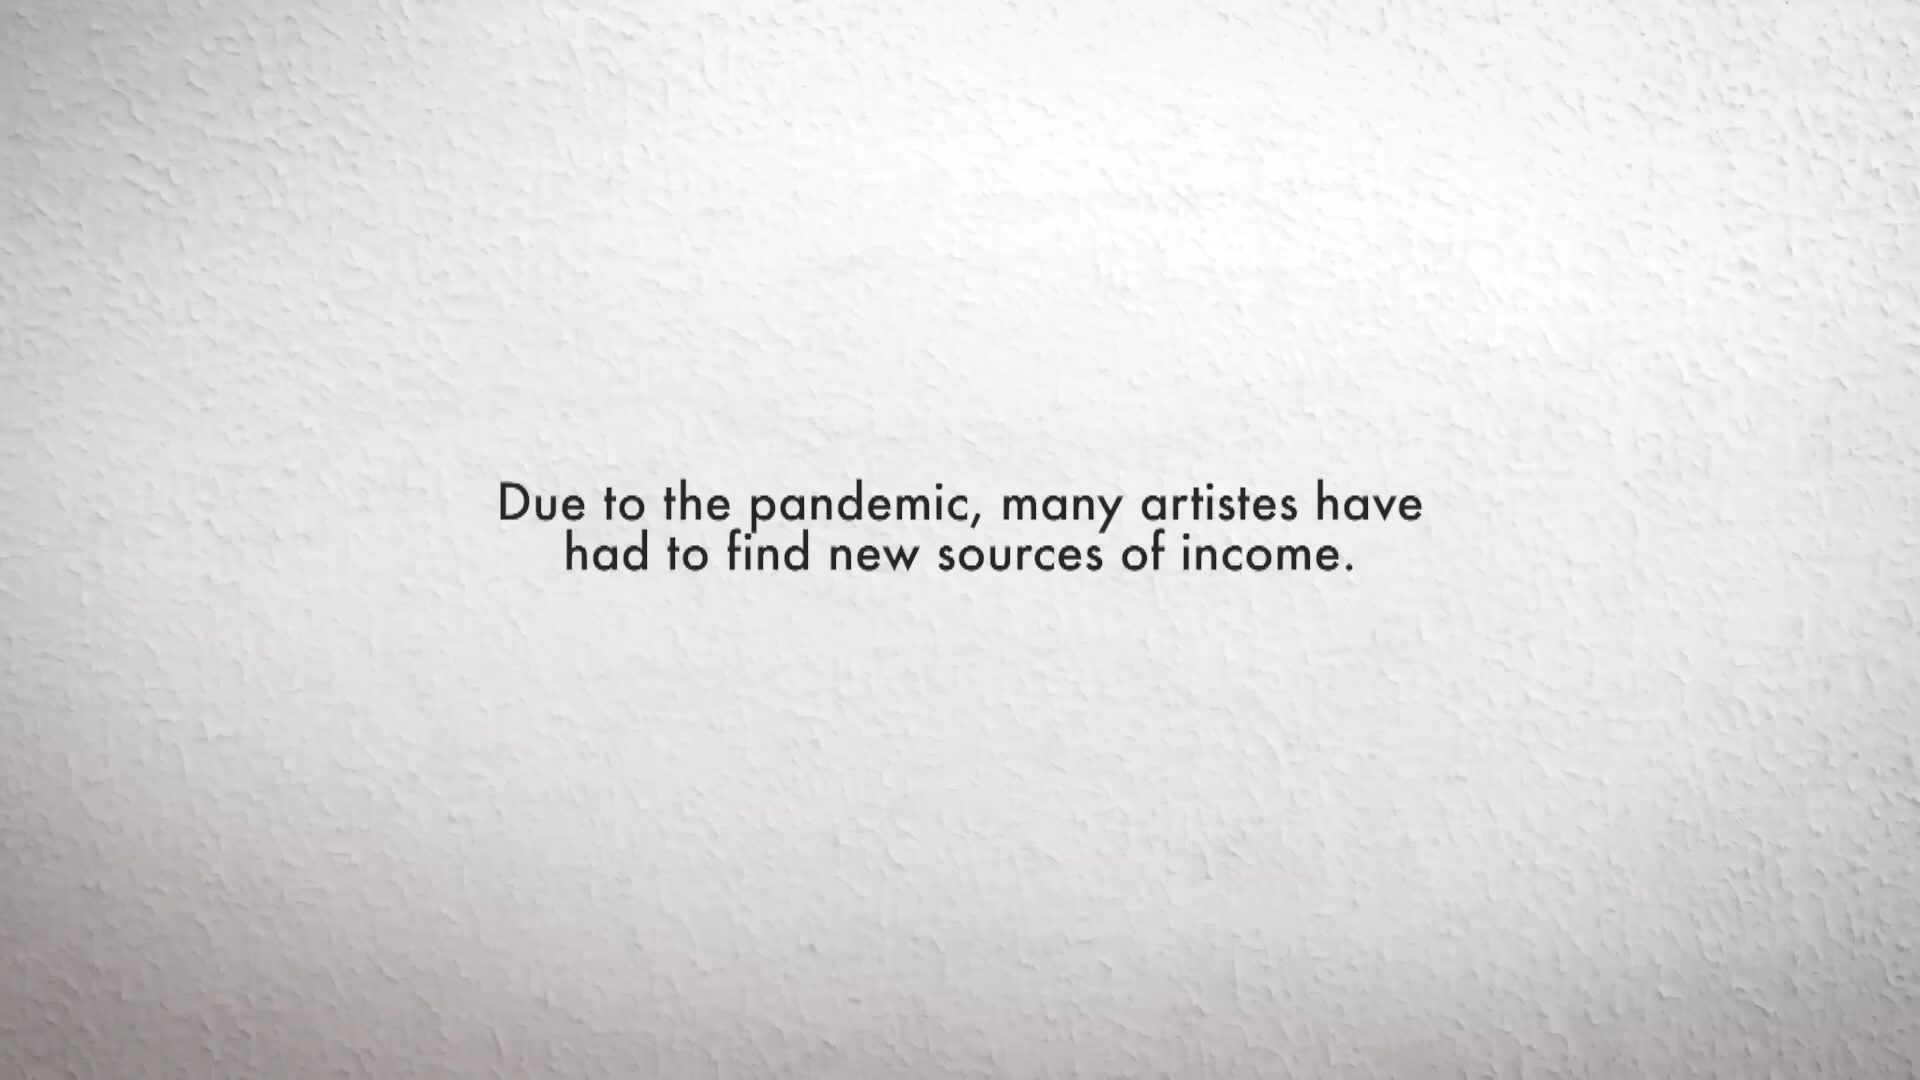 Due to the pandemic, many artistes have
had to find new sources of income.